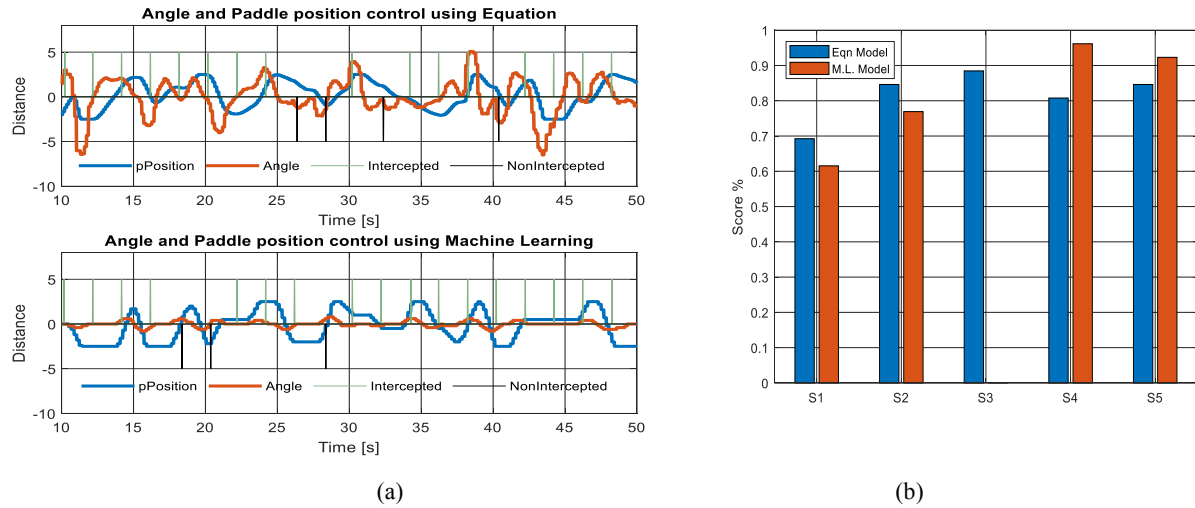 Angle and Paddle position control using Equation
5
0
-5
-10
Distance
pPosition Angle Intercepted NonIntercepted
10 15 20 25 30 35 40 45 50
Time [s]
Angle and Paddle position control using Machine Learning
5
0
-5
-10
Distance
pPosition Angle Intercepted NonIntercepted
10 15 20 25 30 35 40 45 50
Time [s]
(a)
1
0.9
0.8
0.7
0.6
0.5
0.4
0.3
0.2
0.1
0
Score %
Eqn Model
M.L. Model
S1 S2 S3 S4 S5
(b)